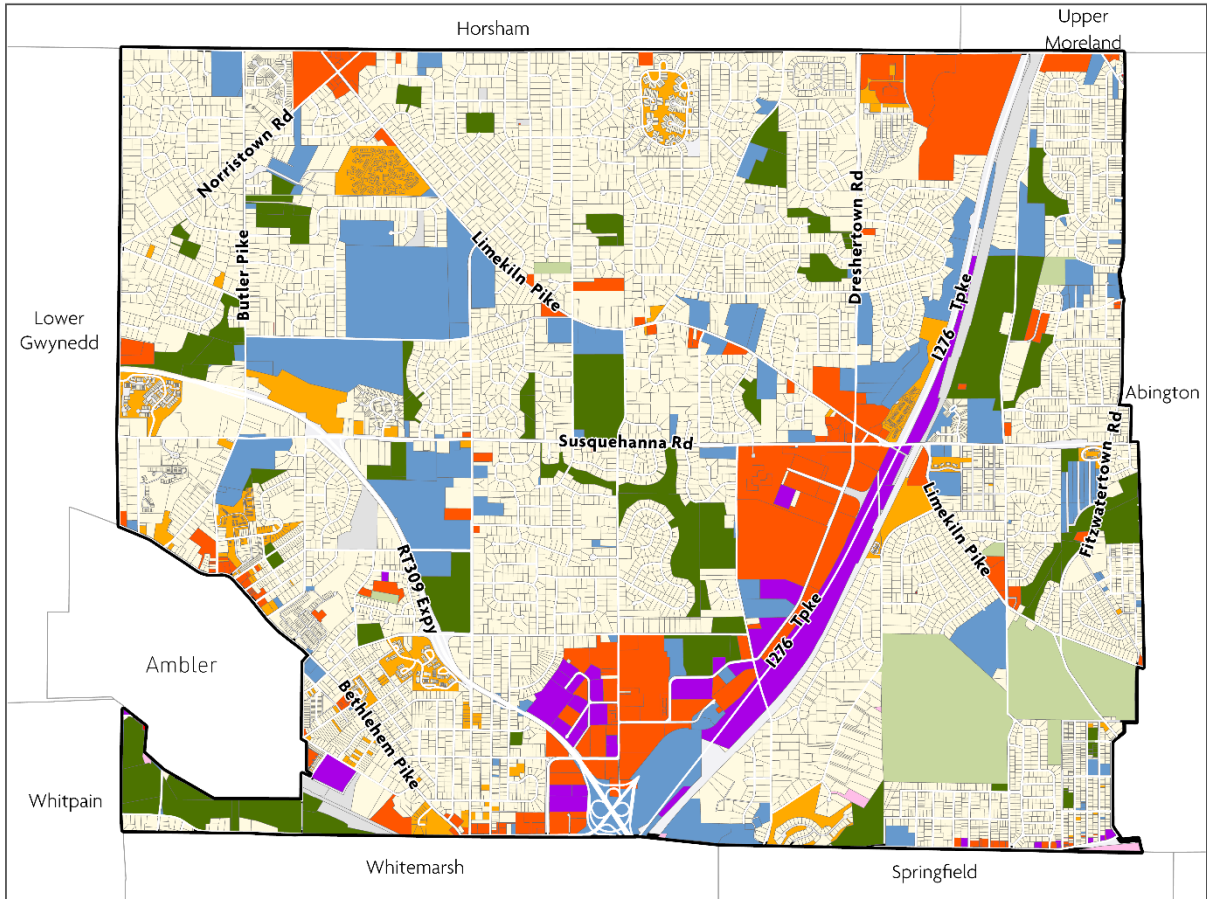 Horsham
Upper
Moreland
Norristown Rd
Butler Pike
Limekiln Pike
Dreshertown Rd
I276 Tpke
Lower
Gwynedd
Abington
Susquehanna Rd
Limekiln Pike
Fitzwatertown Rd
RT309 Expy
I276 Tpke
Ambler
Bethlehem Pike
Whitpain
Whitemarsh
Springfield